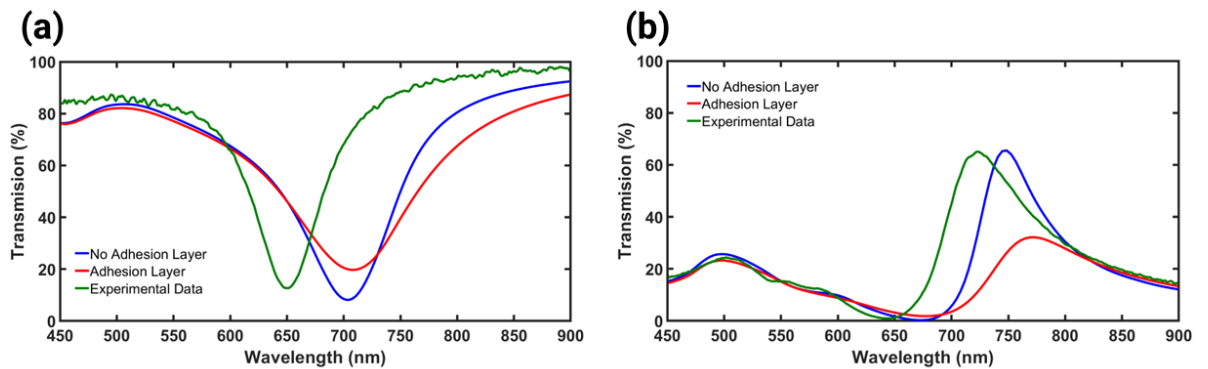 (a)
Transmision (%)
100
80
60
40
20
0
No Adhesion Layer
Adhesion Layer
Experimental Data
450 500 550 600 650 700 750 800 850 900
Wavelength (nm)
(b)
Transmision (%)
100
80
60
40
20
0
No Adhesion Layer
Adhesion Layer
Experimental Data
450 500 550 600 650 700 750 800 850 900
Wavelength (nm)